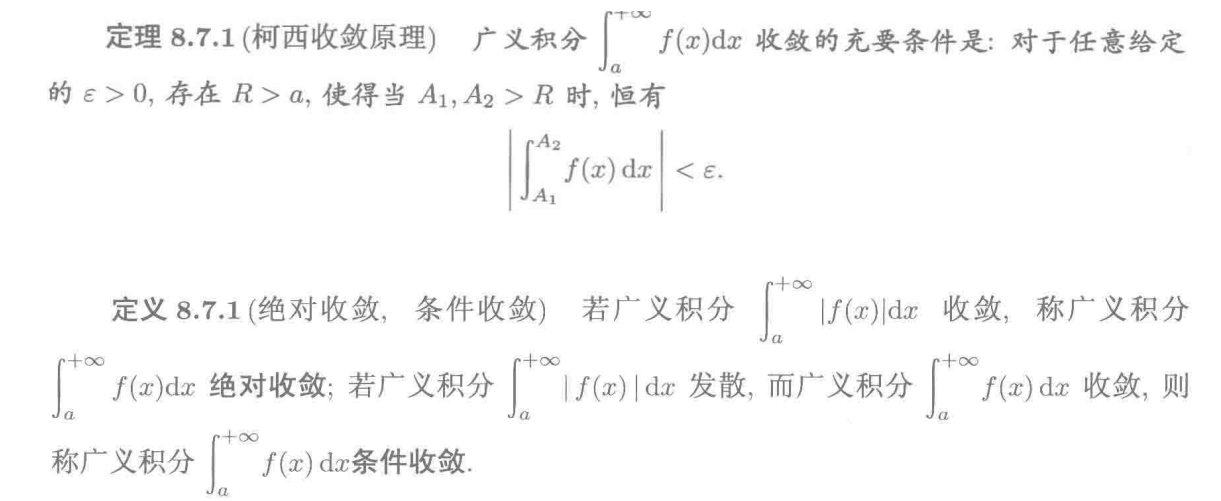 定理 8.7.1 (柯西收敛原理) 广义积分 $\int_a^{+\infty} f(x)\mathrm{d}x$ 收敛的充要条件是: 对于任意给定
的 $\varepsilon > 0$, 存在 $R > a$, 使得当 $A_1, A_2 > R$ 时, 恒有
$\left| \int_{A_1}^{A_2} f(x)\,\mathrm{d}x \right| < \varepsilon.$
定义 8.7.1 (绝对收敛, 条件收敛) 若广义积分 $\int_a^{+\infty} |f(x)|\mathrm{d}x$ 收敛, 称广义积分
$\int_a^{+\infty} f(x)\mathrm{d}x$ 绝对收敛; 若广义积分 $\int_a^{+\infty} |f(x)|\,\mathrm{d}x$ 发散, 而广义积分 $\int_a^{+\infty} f(x)\,\mathrm{d}x$ 收敛, 则
称广义积分 $\int_a^{+\infty} f(x)\,\mathrm{d}x$条件收敛.